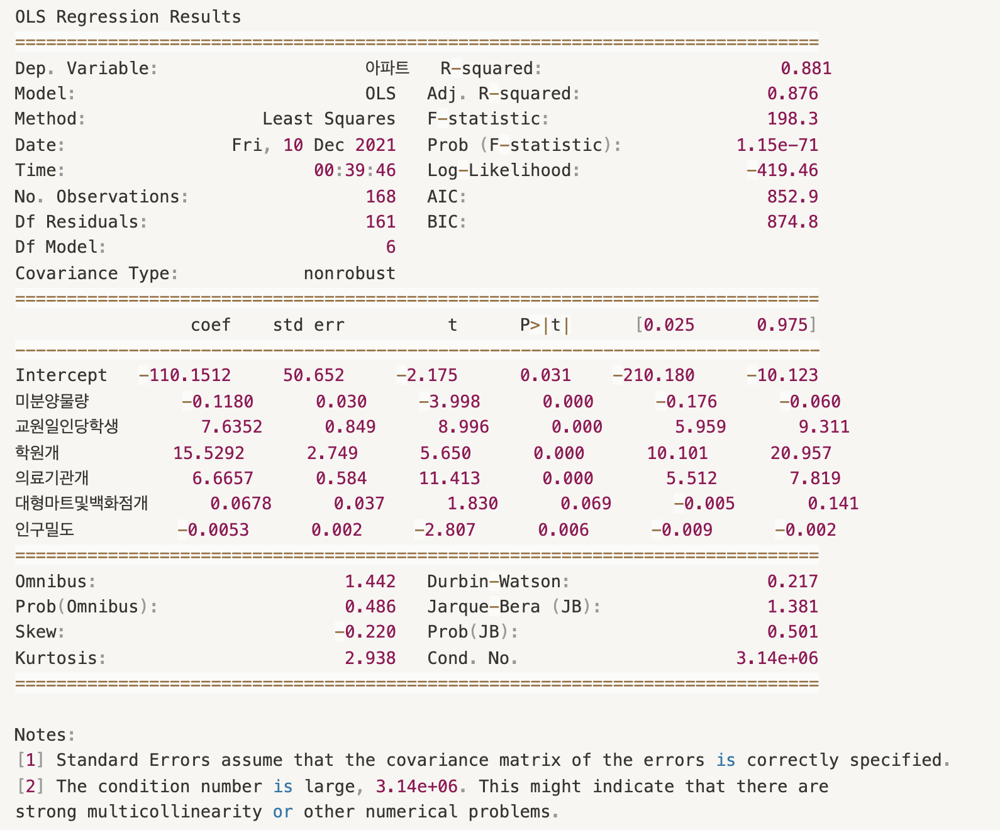 OLS Regression Results
==============================================================================
Dep. Variable: 아파트 R-squared: 0.881
Model: OLS Adj. R-squared: 0.876
Method: Least Squares F-statistic: 198.3
Date: Fri, 10 Dec 2021 Prob (F-statistic): 1.15e-71
Time: 00:39:46 Log-Likelihood: -419.46
No. Observations: 168 AIC: 852.9
Df Residuals: 161 BIC: 874.8
Df Model: 6
Covariance Type: nonrobust
==============================================================================
coef std err t P>|t| [0.025 0.975]
------------------------------------------------------------------------------
Intercept -110.1512 50.652 -2.175 0.031 -210.180 -10.123
미분양물량 -0.1180 0.030 -3.998 0.000 -0.176 -0.060
교원일인당학생 7.6352 0.849 8.996 0.000 5.959 9.311
학원개 15.5292 2.749 5.650 0.000 10.101 20.957
의료기관개 6.6657 0.584 11.413 0.000 5.512 7.819
대형마트및백화점개 0.0678 0.037 1.830 0.069 -0.005 0.141
인구밀도 -0.0053 0.002 -2.807 0.006 -0.009 -0.002
==============================================================================
Omnibus: 1.442 Durbin-Watson: 0.217
Prob(Omnibus): 0.486 Jarque-Bera (JB): 1.381
Skew: -0.220 Prob(JB): 0.501
Kurtosis: 2.938 Cond. No. 3.14e+06
==============================================================================
Notes:
[1] Standard Errors assume that the covariance matrix of the errors is correctly specified.
[2] The condition number is large, 3.14e+06. This might indicate that there are
strong multicollinearity or other numerical problems.